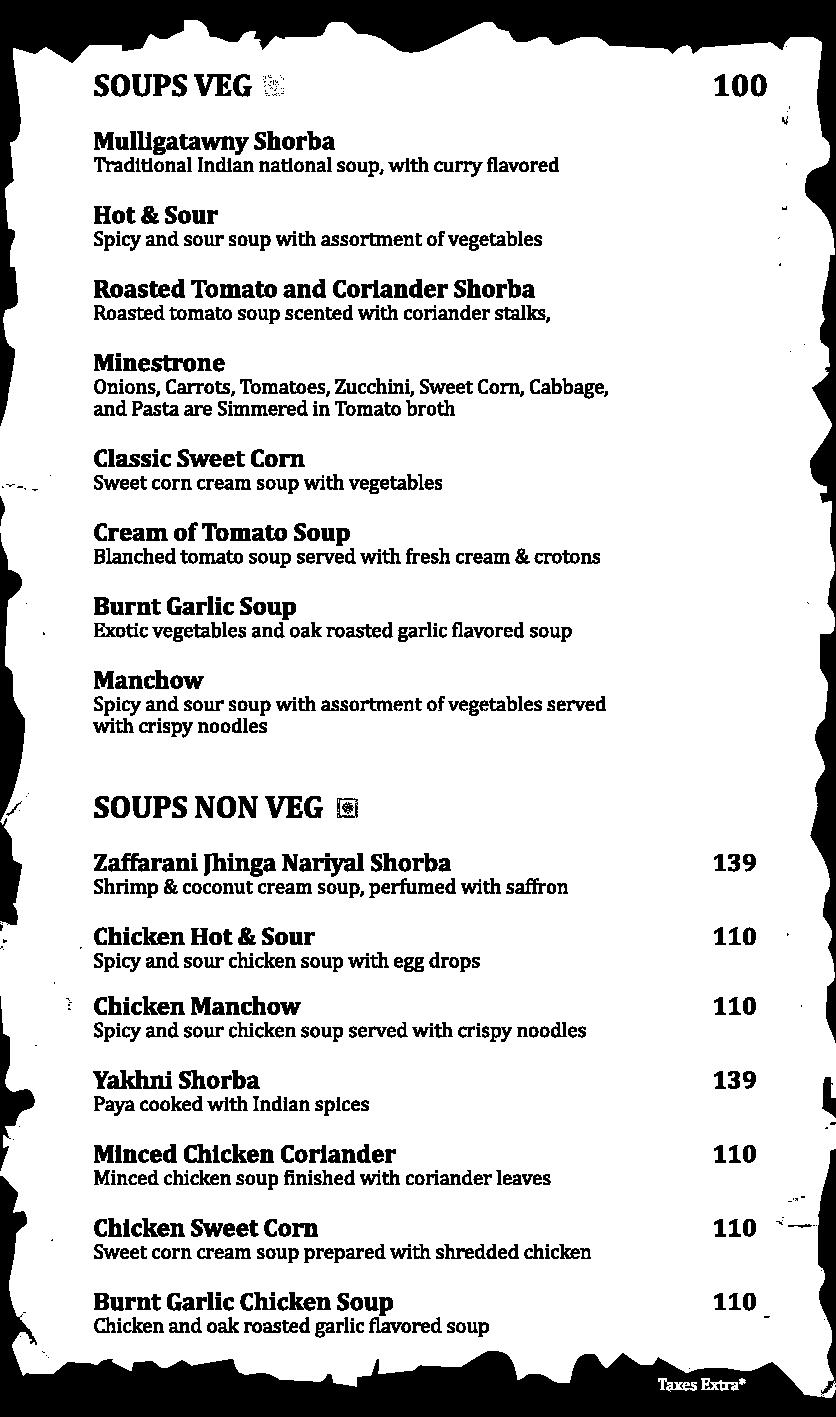 SOUPS VEG 100
Mulligatawny Shorba
Traditional Indian national soup, with curry flavored
Hot & Sour
Spicy and sour soup with assortment of vegetables
Roasted Tomato and Coriander Shorba
Roasted tomato soup scented with coriander stalks,
Minestrone
Onions, Carrots, Tomatoes, Zucchini, Sweet Corn, Cabbage,
and Pasta are Simmered in Tomato broth
Classic Sweet Corn
Sweet corn cream soup with vegetables
Cream of Tomato Soup
Blanched tomato soup served with fresh cream & crotons
Burnt Garlic Soup
Exotic vegetables and oak roasted garlic flavored soup
Manchow
Spicy and sour soup with assortment of vegetables served
with crispy noodles
SOUPS NON VEG
Zaffarani Jhinga Nariyal Shorba 139
Shrimp & coconut cream soup, perfumed with saffron
Chicken Hot & Sour 110
Spicy and sour chicken soup with egg drops
Chicken Manchow 110
Spicy and sour chicken soup served with crispy noodles
Yakhni Shorba 139
Paya cooked with Indian spices
Minced Chicken Coriander 110
Minced chicken soup finished with coriander leaves
Chicken Sweet Corn 110
Sweet corn cream soup prepared with shredded chicken
Burnt Garlic Chicken Soup 110
Chicken and oak roasted garlic flavored soup
Taxes Extra*